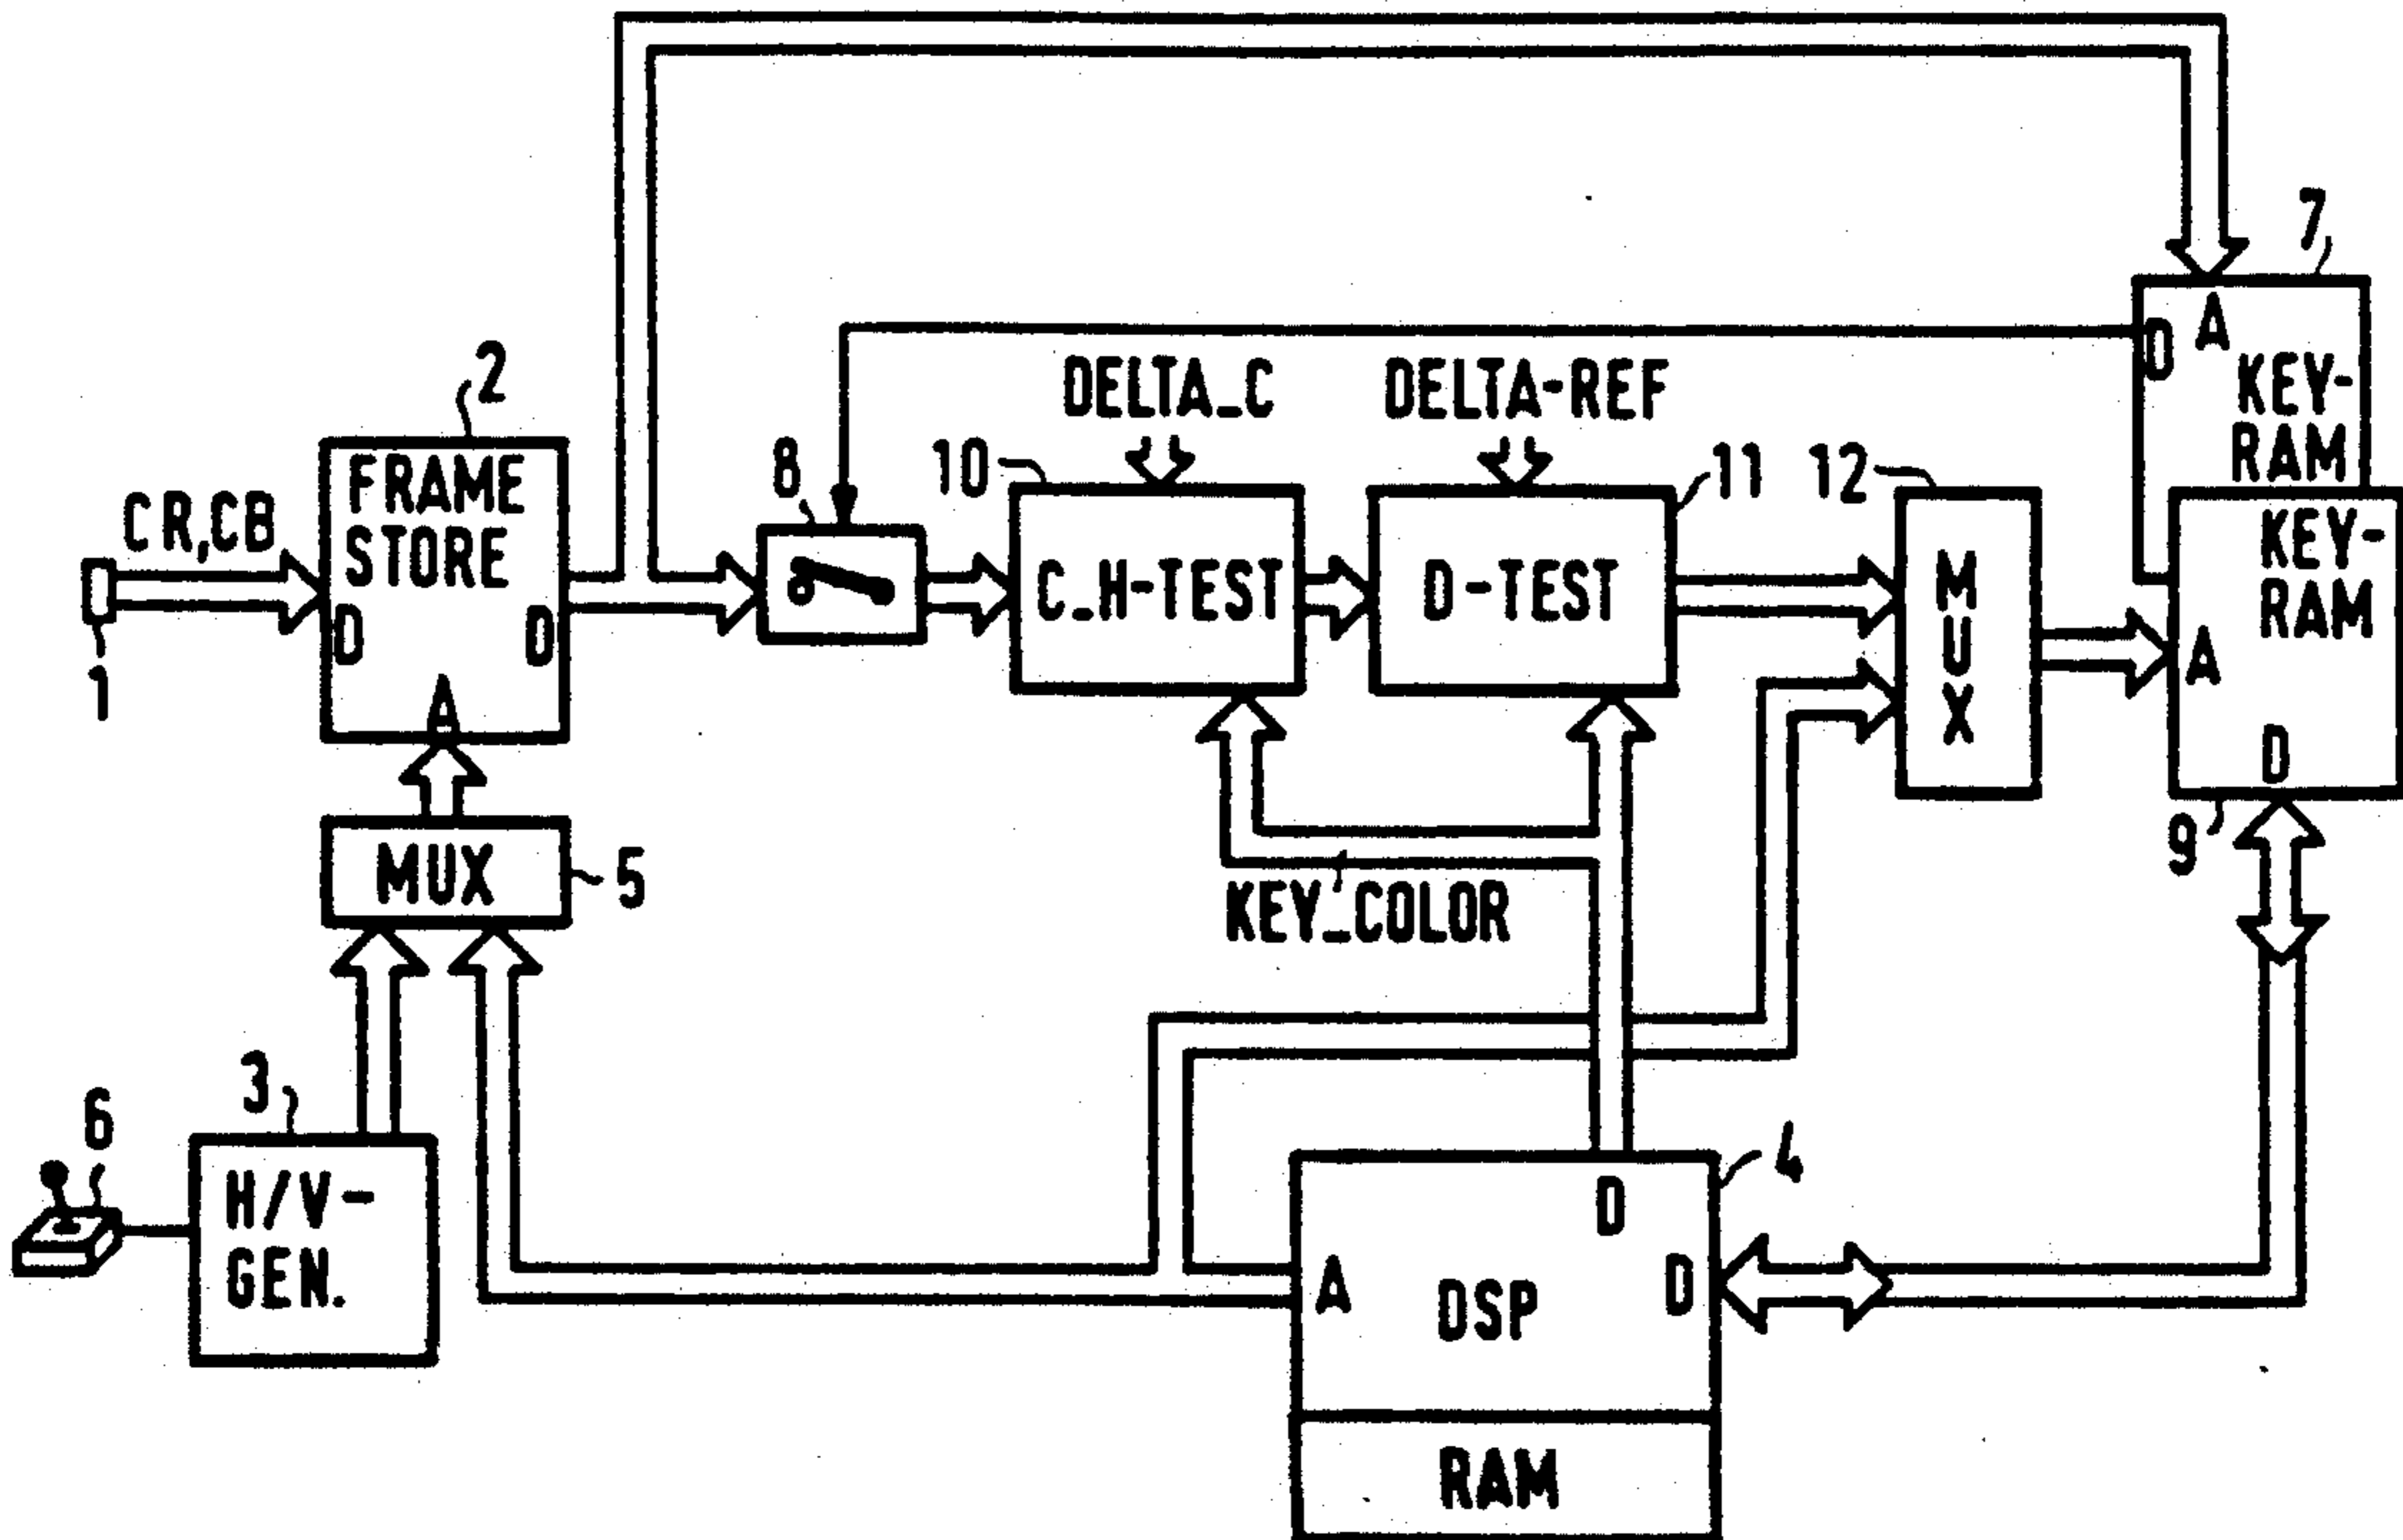 7
D
A
KEY-
RAM
2
DELTA_C
DELTA-REF
8
10
11
12
CR,CB
FRAME
STORE
D
D
A
1
C_H-TEST
D-TEST
M
U
X
KEY-
RAM
A
D
9
MUX
5
KEY_COLOR
3
6
H/V-
GEN.
4
D
A
DSP
D
RAM